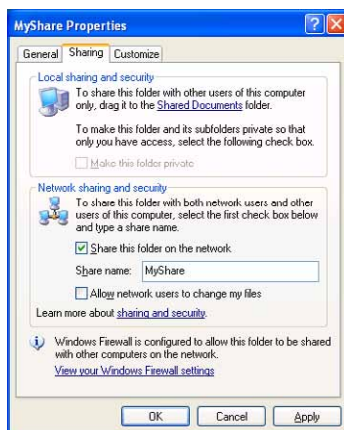 MyShare Properties
General Sharing Customize
Local sharing and security
To share this folder with other users of this computer
only, drag it to the Shared Documents folder.
To make this folder and its subfolders private so that
only you have access, select the following check box.
Make this folder private
Network sharing and security
To share this folder with both network users and other
users of this computer, select the first check box below
and type a share name.
Share this folder on the network
Share name: MyShare
Allow network users to change my files
Learn more about sharing and security.
Windows Firewall is configured to allow this folder to be shared
with other computers on the network.
View your Windows Firewall settings
OK Cancel Apply